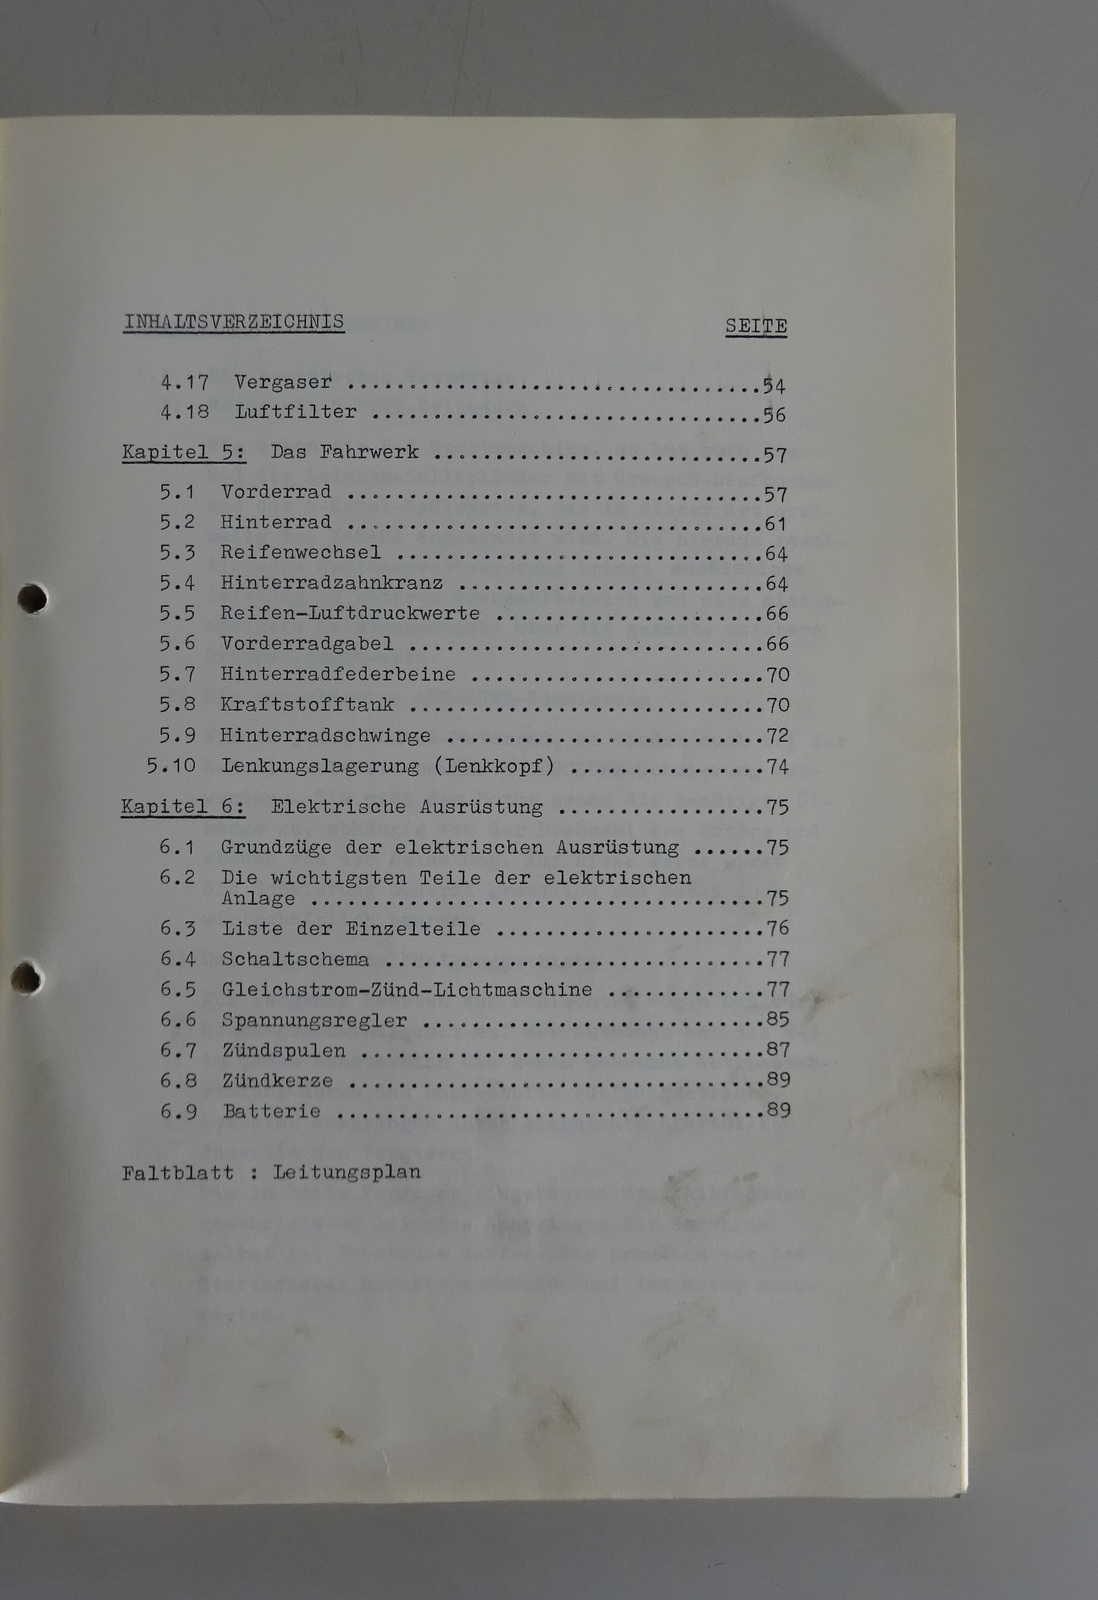 INHALTSVERZEICHNIS SEITE
4.17 Vergaser ..................................54
4.18 Luftfilter ................................56
Kapitel 5: Das Fahrwerk ...........................57
5.1 Vorderrad ..................................57
5.2 Hinterrad ..................................61
5.3 Reifenwechsel ..............................64
5.4 Hinterradzahnkranz .........................64
5.5 Reifen-Luftdruckwerte ......................66
5.6 Vorderradgabel .............................66
5.7 Hinterradfederbeine ........................70
5.8 Kraftstofftank .............................70
5.9 Hinterradschwinge ..........................72
5.10 Lenkungslagerung (Lenkkopf) ................74
Kapitel 6: Elektrische Ausrüstung .................75
6.1 Grundzüge der elektrischen Ausrüstung ......75
6.2 Die wichtigsten Teile der elektrischen
Anlage .....................................75
6.3 Liste der Einzelteile ......................76
6.4 Schaltschema ...............................77
6.5 Gleichstrom-Zünd-Lichtmaschine .............77
6.6 Spannungsregler ............................85
6.7 Zündspulen .................................87
6.8 Zündkerze ..................................89
6.9 Batterie ...................................89
Faltblatt : Leitungsplan